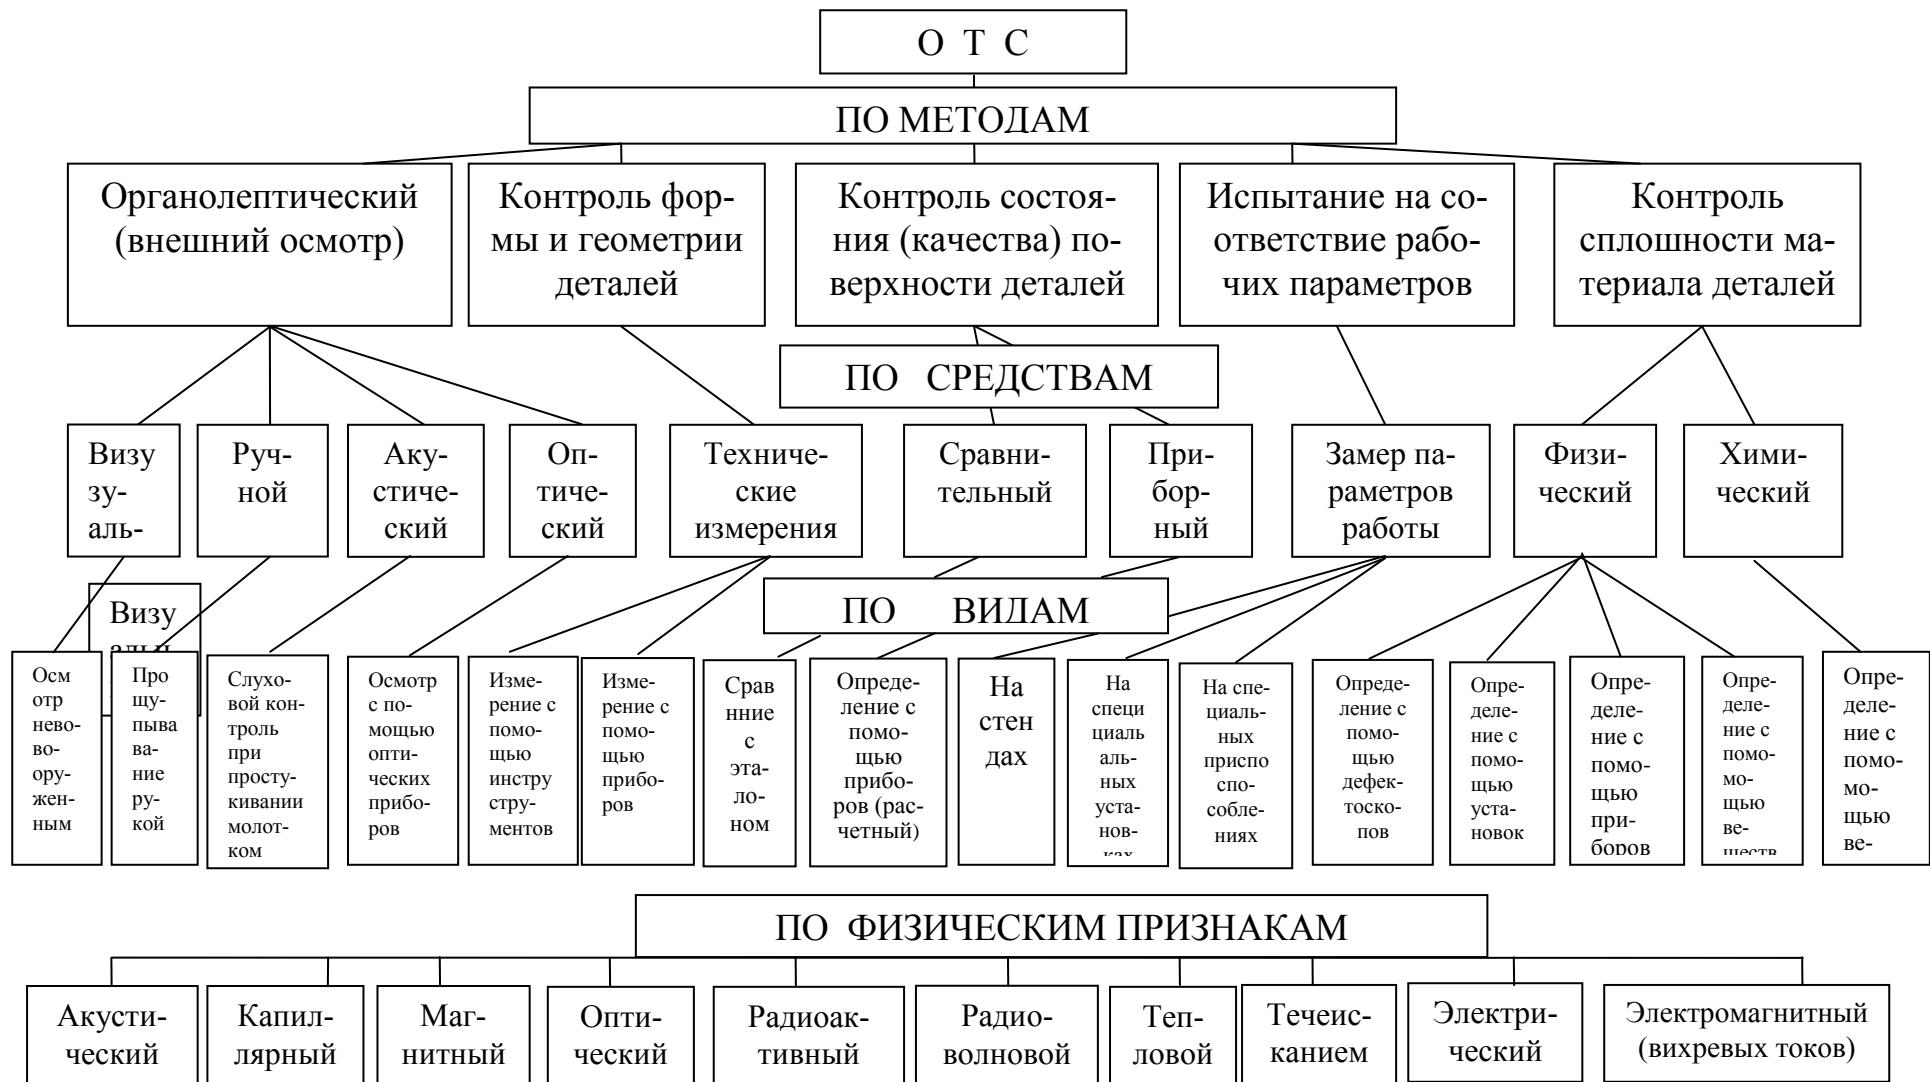 О Т С
ПО МЕТОДАМ
Органолептический
(внешний осмотр)
Контроль фор-
мы и геометрии
деталей
Контроль состоя-
ния (качества) по-
верхности деталей
Испытание на со-
ответствие рабо-
чих параметров
Контроль
сплошности ма-
териала деталей
ПО СРЕДСТВАМ
Визу
зу-
аль-
Руч-
ной
Аку-
стиче-
ский
Оп-
тиче-
ский
Техниче-
ские
измерения
Сравни-
тельный
При-
бор-
ный
Замер па-
раметров
работы
Физи-
ческий
Хими-
ческий
ПО ВИДАМ
Визу
альн
Осм
отр
нево-
во-
ору-
жен-
ным
Про
щу-
пыва
ва-
ние
ру-
кой
Слухо-
вой кон-
троль
при
просту-
кивании
молот-
ком
Осмотр
с по-
мощью
опти-
ческих
прибо-
ров
Изме-
рение с
помо-
щью
инстру
стру-
ментов
Изме-
рение с
помо-
щью
прибо-
ров
Срав
нние
с
эта-
ло-
ном
Опреде-
ление с
помо-
щью
прибо-
ров (рас-
четный)
На
стен
дах
На
специ
циаль
аль-
ных
уста-
нов-
ках
На спе-
циаль-
ных
приспо
спо-
собле-
ниях
Опреде-
ление с
помо-
щью
дефек-
тоско-
пов
Опре-
деле-
ние с
помо-
щью
уста-
новок
Опре-
деле-
ние с
помо-
щью
при-
боров
Опре-
деле-
ние с
помо-
мо-
щью
ве-
ществ
Опре-
деле-
ние с
помо-
мо-
щью
ве-
ПО ФИЗИЧЕСКИМ ПРИЗНАКАМ
Акусти-
ческий
Капил-
лярный
Маг-
нитный
Опти-
ческий
Радиоак-
тивный
Радио-
волновой
Теп-
ловой
Течеис-
канием
Электри-
ческий
Электромагнитный
(вихревых токов)